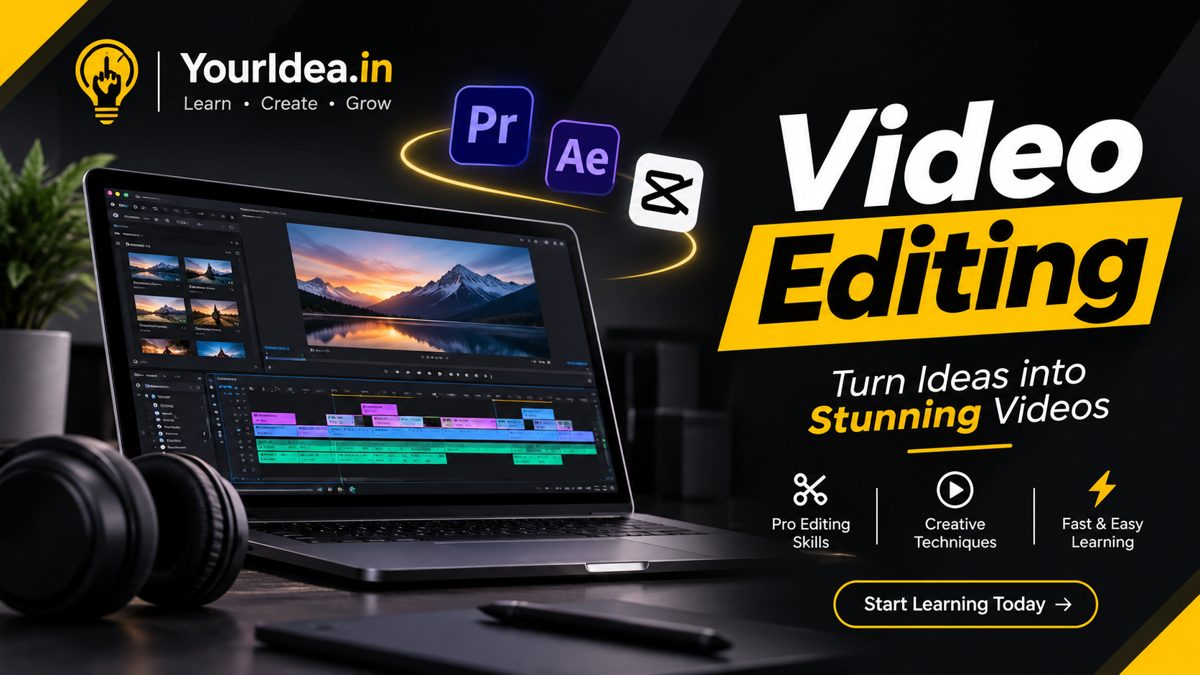 YourIdea.in
Learn • Create • Grow
Pr
Ae
Video
Editing
Turn Ideas into
Stunning Videos
Pro Editing
Skills
Creative
Techniques
Fast & Easy
Learning
Start Learning Today →